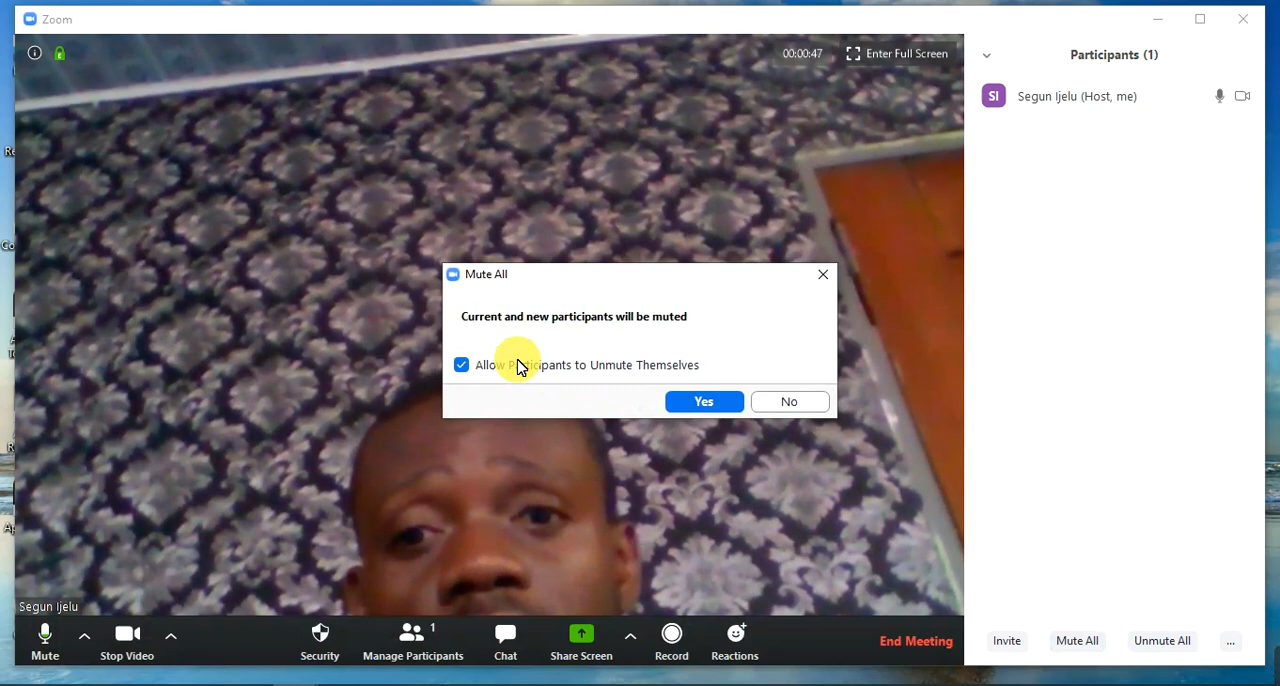 Zoom
00:00:47
Enter Full Screen
Participants (1)
SI
Segun Ijelu (Host, me)
Mute All
Current and new participants will be muted
Allow Participants to Unmute Themselves
Yes
No
Segun Ijelu
Mute
Stop Video
Security
1
Manage Participants
Chat
Share Screen
Record
Reactions
End Meeting
Invite
Mute All
Unmute All
...